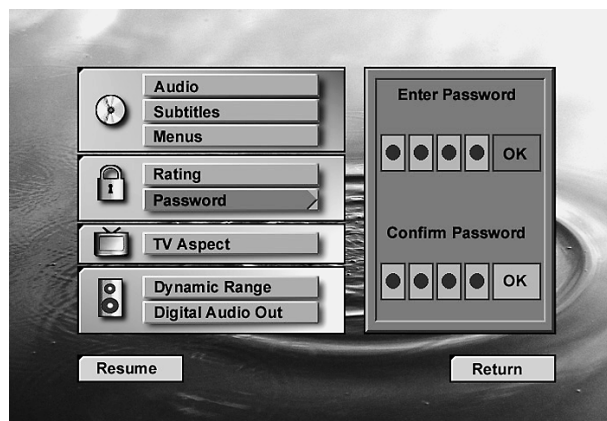 Audio
Subtitles
Menus
Rating
Password
TV Aspect
Dynamic Range
Digital Audio Out
Enter Password
OK
Confirm Password
OK
Resume
Return